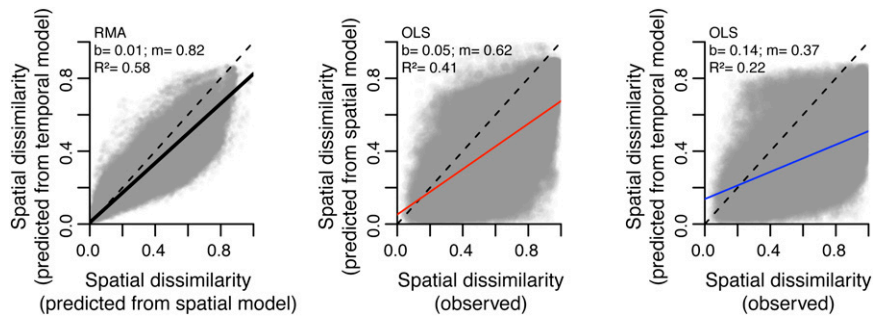 RMA
b= 0.01; m= 0.82
R²= 0.58
Spatial dissimilarity
(predicted from temporal model)
0.0
0.4
0.8
0.0
0.4
0.8
Spatial dissimilarity
(predicted from spatial model)
OLS
b= 0.05; m= 0.62
R²= 0.41
Spatial dissimilarity
(predicted from spatial model)
0.0
0.4
0.8
0.0
0.4
0.8
Spatial dissimilarity
(observed)
OLS
b= 0.14; m= 0.37
R²= 0.22
Spatial dissimilarity
(predicted from temporal model)
0.0
0.4
0.8
0.0
0.4
0.8
Spatial dissimilarity
(observed)